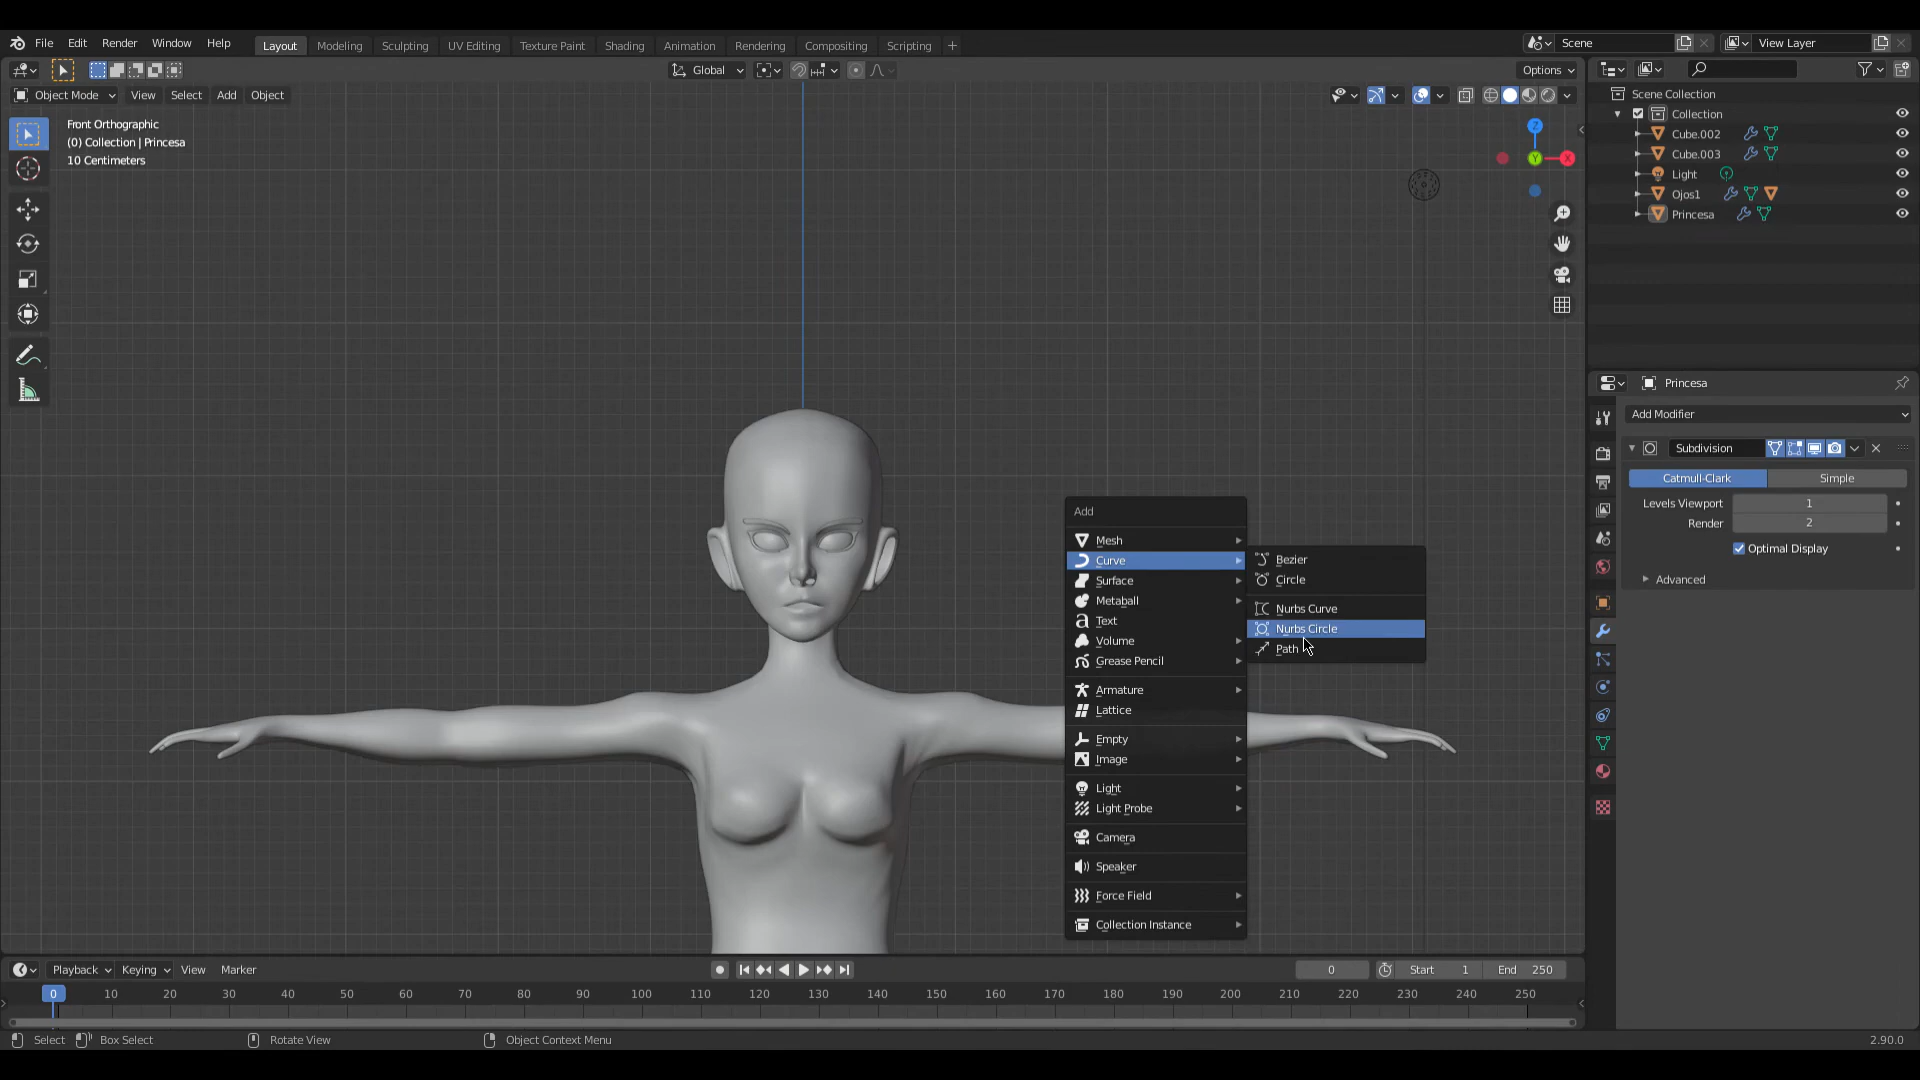 File Edit Render Window Help Layout Modeling Sculpting UV Editing Texture Paint Shading Animation Rendering Compositing Scripting + Scene View Layer
Global Options
Object Mode View Select Add Object
Front Orthographic
(0) Collection | Princesa
10 Centimeters
Z
Y
X
Scene Collection
Collection
Cube.002
Cube.003
Light
Ojos1
Princesa
Princesa
Add Modifier
Subdivision
Catmull-Clark Simple
Levels Viewport 1
Render 2
Optimal Display
Advanced
Add
Mesh
Curve
Surface
Metaball
Text
Volume
Grease Pencil
Armature
Lattice
Empty
Image
Light
Light Probe
Camera
Speaker
Force Field
Collection Instance
Bezier
Circle
Nurbs Curve
Nurbs Circle
Path
Playback Keying View Marker 0 Start 1 End 250
0 10 20 30 40 50 60 70 80 90 100 110 120 130 140 150 160 170 180 190 200 210 220 230 240 250
Select Box Select Rotate View Object Context Menu 2.90.0